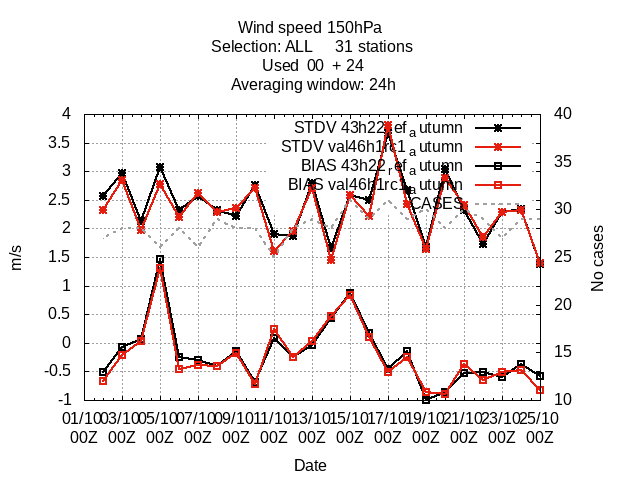 Wind speed 150hPa
Selection: ALL 31 stations
Used 00 + 24
Averaging window: 24h
STDV 43h22_ref_autumn
STDV val46h1rc1_autumn
BIAS 43h22_ref_autumn
BIAS val46h1rc1_autumn
CASES
4
3.5
3
2.5
2
1.5
1
0.5
0
-0.5
-1
m/s
40
35
30
25
20
15
10
No cases
01/10 03/10 05/10 07/10 09/10 11/10 13/10 15/10 17/10 19/10 21/10 23/10 25/10
00Z 00Z 00Z 00Z 00Z 00Z 00Z 00Z 00Z 00Z 00Z 00Z 00Z
Date